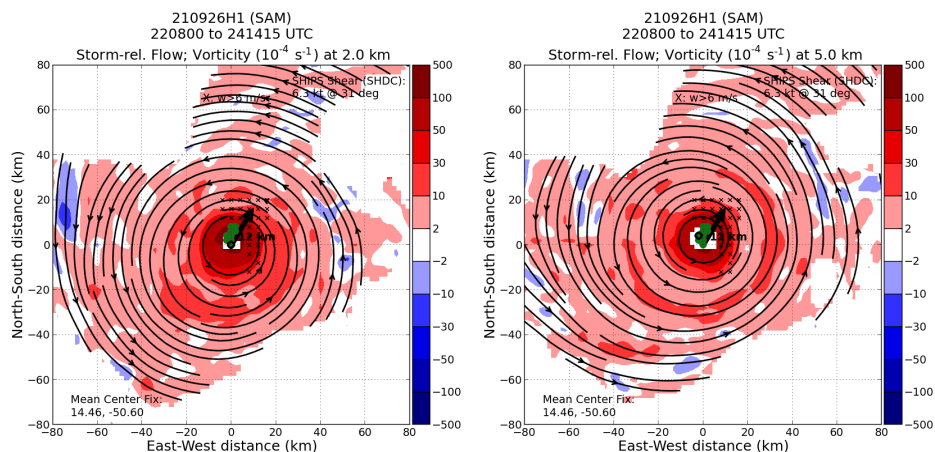 210926H1 (SAM)
220800 to 241415 UTC
Storm-rel. Flow; Vorticity (10⁻⁴ s⁻¹) at 2.0 km
80
60
40
20
0
−20
−40
−60
−80
North-South distance (km)
SHIPS Shear (SHDC):
6.3 kt @ 31 deg
X: w>6 m/s
12 km
Mean Center Fix:
14.46, -50.60
−80 −60 −40 −20 0 20 40 60 80
East-West distance (km)
500
100
50
30
10
2
−2
−10
−30
−50
−100
−500
210926H1 (SAM)
220800 to 241415 UTC
Storm-rel. Flow; Vorticity (10⁻⁴ s⁻¹) at 5.0 km
80
60
40
20
0
−20
−40
−60
−80
North-South distance (km)
SHIPS Shear (SHDC):
6.3 kt @ 31 deg
X: w>6 m/s
km
Mean Center Fix:
14.46, -50.60
−80 −60 −40 −20 0 20 40 60 80
East-West distance (km)
500
100
50
30
10
2
−2
−10
−30
−50
−100
−500